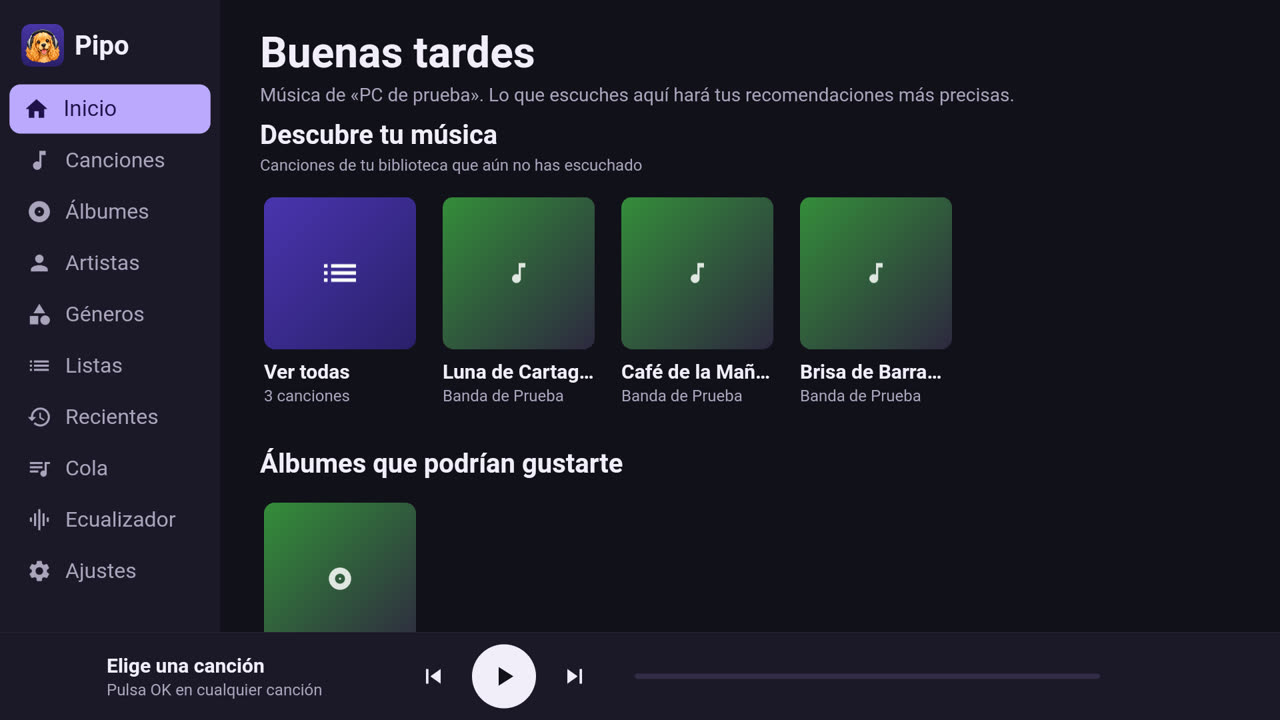 Pipo
Inicio
Canciones
Álbumes
Artistas
Géneros
Listas
Recientes
Cola
Ecualizador
Ajustes
Buenas tardes
Música de «PC de prueba». Lo que escuches aquí hará tus recomendaciones más precisas.
Descubre tu música
Canciones de tu biblioteca que aún no has escuchado
Ver todas
3 canciones
Luna de Cartag...
Banda de Prueba
Café de la Mañ...
Banda de Prueba
Brisa de Barra...
Banda de Prueba
Álbumes que podrían gustarte
Elige una canción
Pulsa OK en cualquier canción